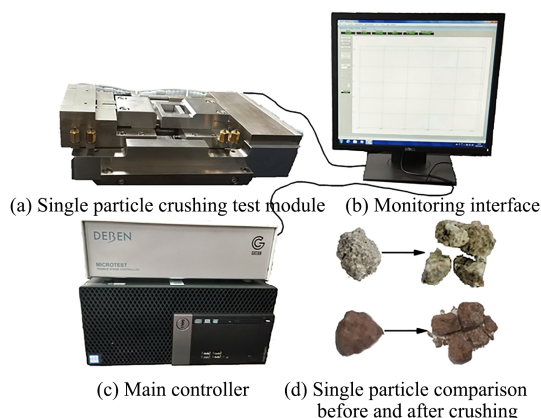 (a) Single particle crushing test module
(b) Monitoring interface
DEBEN
MICROTEST
(c) Main controller
(d) Single particle comparison
before and after crushing